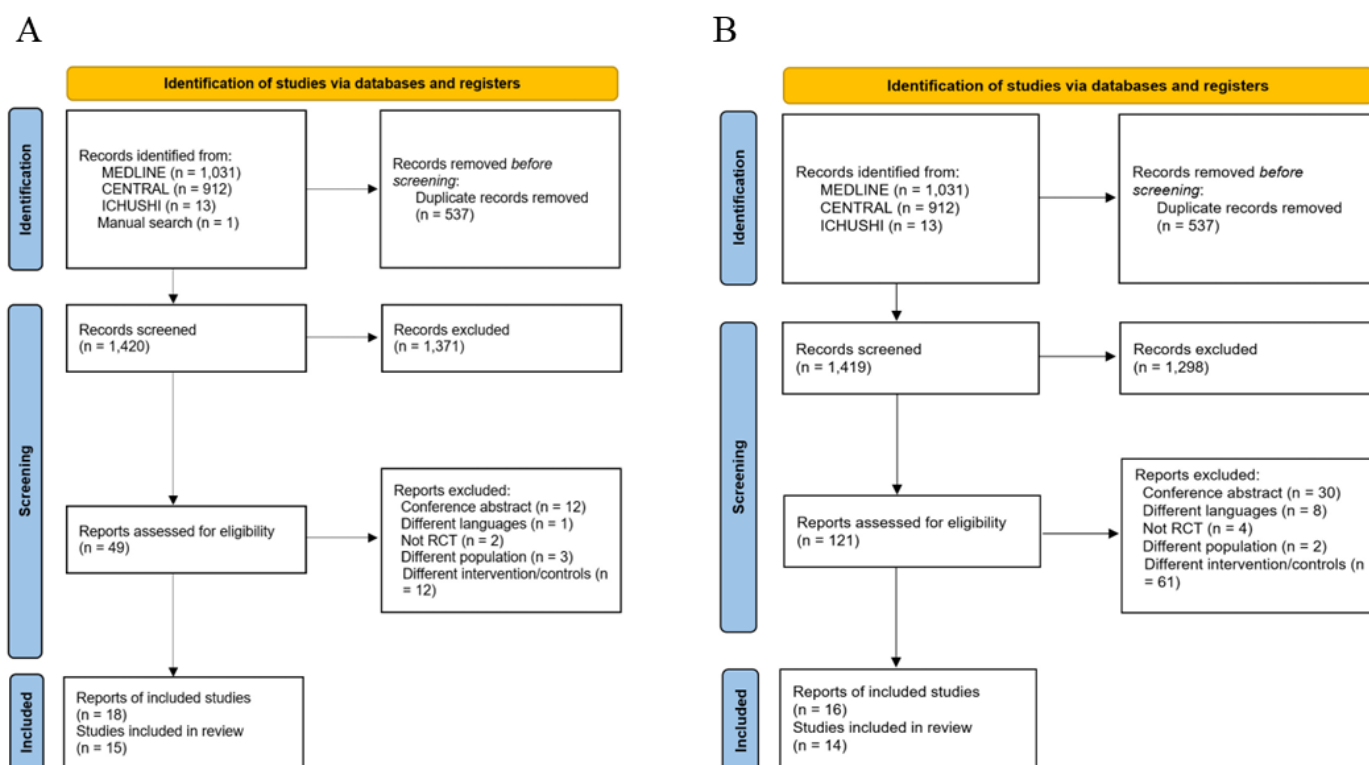 A
Identification of studies via databases and registers
Identification
Records identified from:
MEDLINE (n = 1,031)
CENTRAL (n = 912)
ICHUSHI (n = 13)
Manual search (n = 1)
Records removed before
screening:
Duplicate records removed
(n = 537)
Screening
Records screened
(n = 1,420)
Records excluded
(n = 1,371)
Reports assessed for eligibility
(n = 49)
Reports excluded:
Conference abstract (n = 12)
Different languages (n = 1)
Not RCT (n = 2)
Different population (n = 3)
Different intervention/controls (n
= 12)
Included
Reports of included studies
(n = 18)
Studies included in review
(n = 15)
B
Identification of studies via databases and registers
Identification
Records identified from:
MEDLINE (n = 1,031)
CENTRAL (n = 912)
ICHUSHI (n = 13)
Records removed before
screening:
Duplicate records removed
(n = 537)
Screening
Records screened
(n = 1,419)
Records excluded
(n = 1,298)
Reports assessed for eligibility
(n = 121)
Reports excluded:
Conference abstract (n = 30)
Different languages (n = 8)
Not RCT (n = 4)
Different population (n = 2)
Different intervention/controls (n
= 61)
Included
Reports of included studies
(n = 16)
Studies included in review
(n = 14)